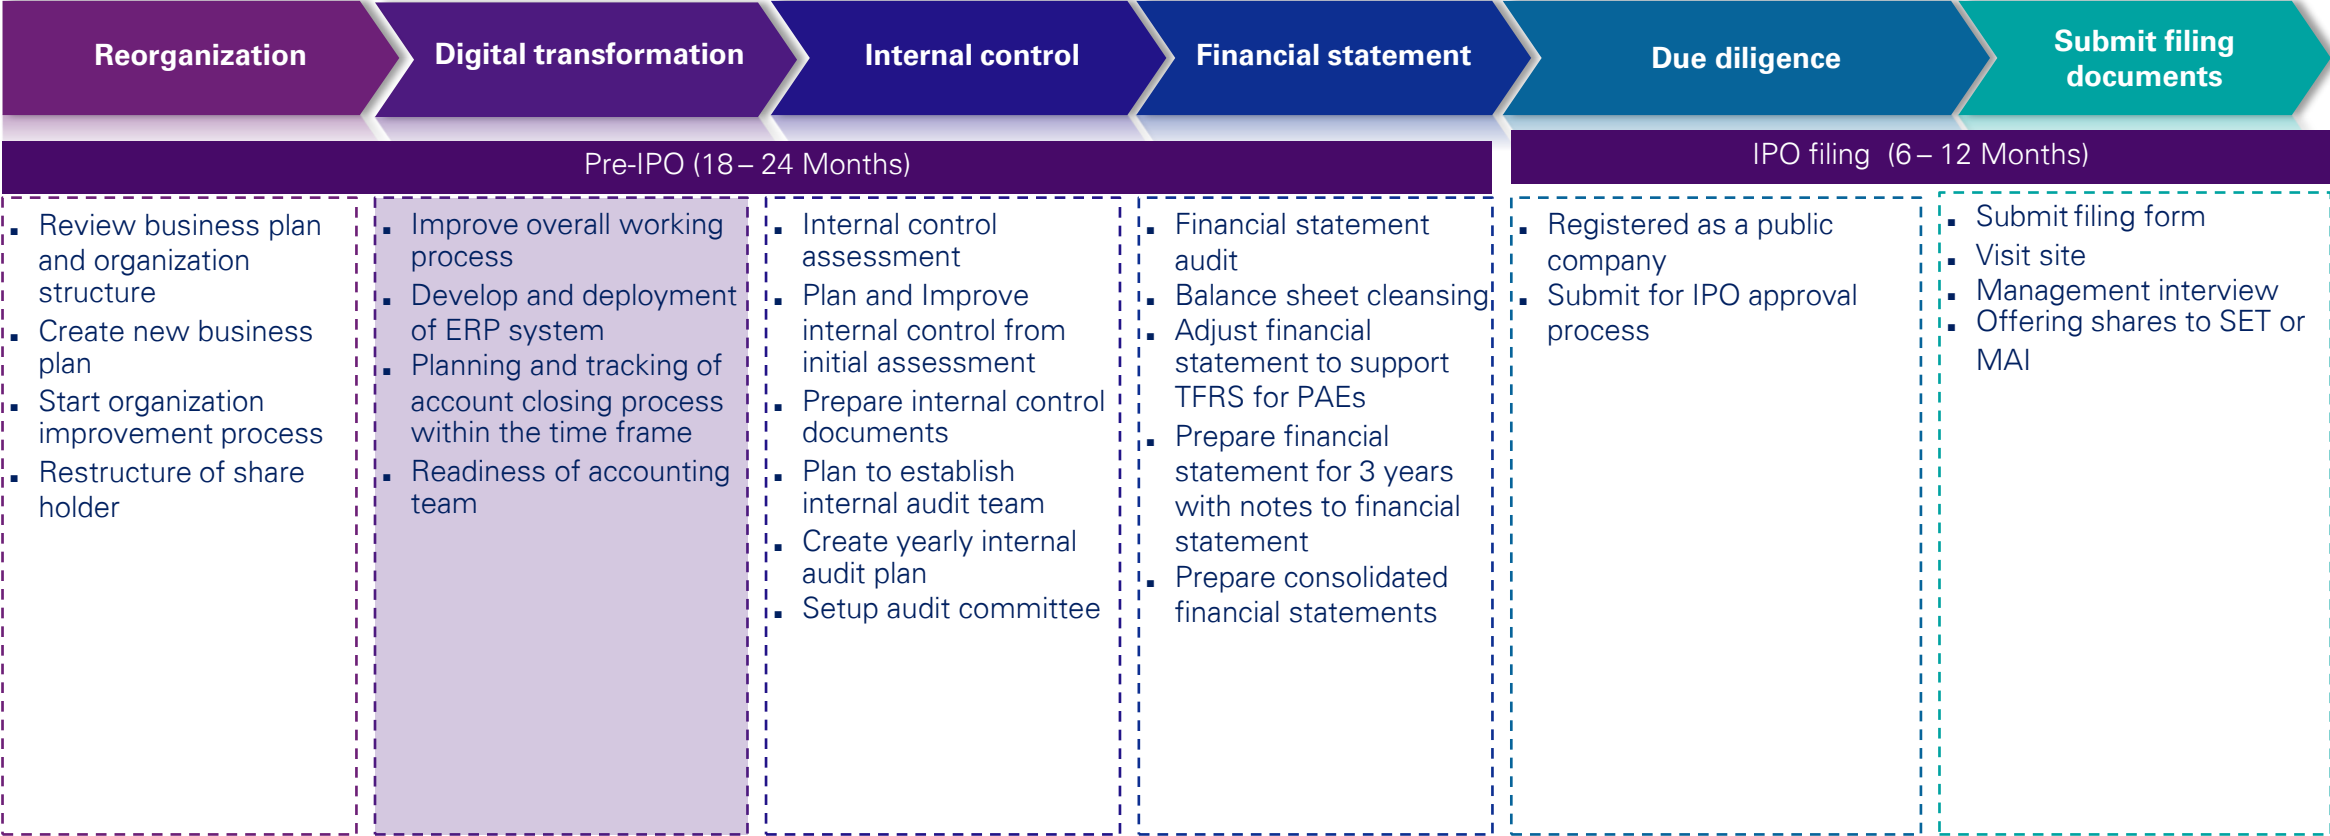 Reorganization
Digital transformation
Internal control
Financial statement
Due diligence
Submit filing
documents
Pre-IPO (18 – 24 Months)
IPO filing (6 – 12 Months)
▪ Review business plan
and organization
structure
▪ Create new business
plan
▪ Start organization
improvement process
▪ Restructure of share
holder
▪ Improve overall working
process
▪ Develop and deployment
of ERP system
▪ Planning and tracking of
account closing process
within the time frame
▪ Readiness of accounting
team
▪ Internal control
assessment
▪ Plan and Improve
internal control from
initial assessment
▪ Prepare internal control
documents
▪ Plan to establish
internal audit team
▪ Create yearly internal
audit plan
▪ Setup audit committee
▪ Financial statement
audit
▪ Balance sheet cleansing
▪ Adjust financial
statement to support
TFRS for PAEs
▪ Prepare financial
statement for 3 years
with notes to financial
statement
▪ Prepare consolidated
financial statements
▪ Registered as a public
company
▪ Submit for IPO approval
process
▪ Submit filing form
▪ Visit site
▪ Management interview
▪ Offering shares to SET or
MAI